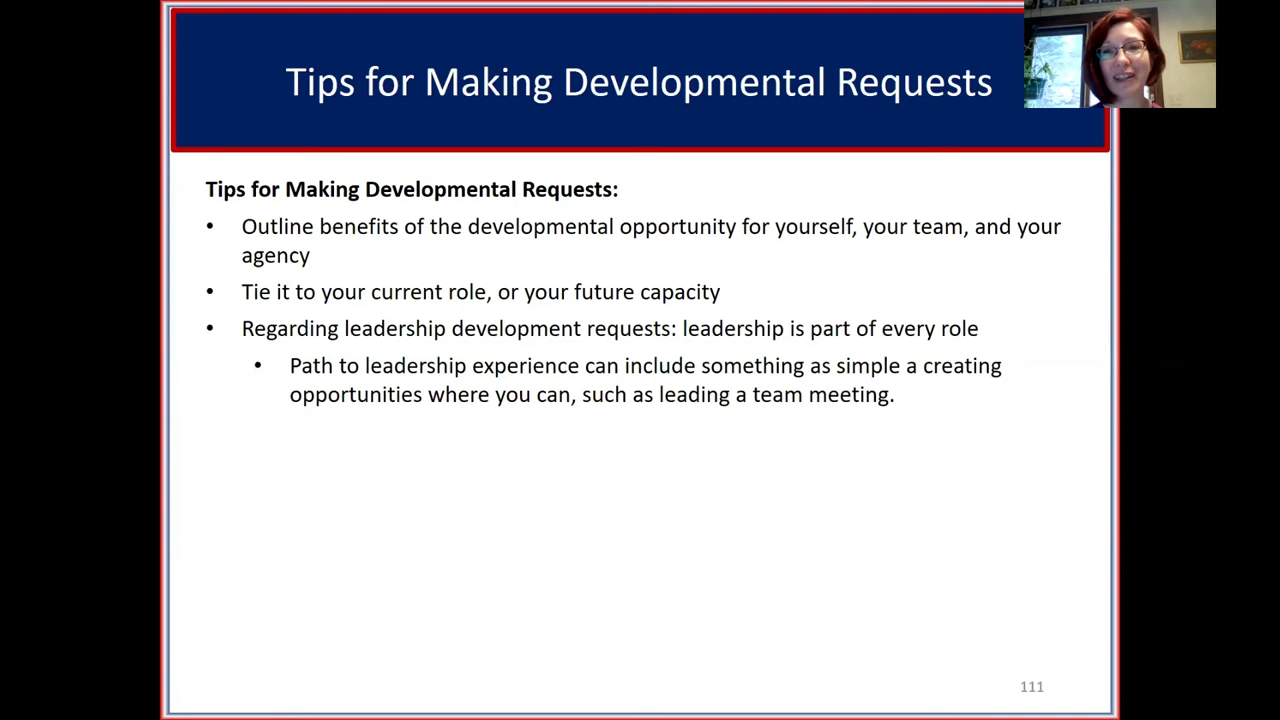 Tips for Making Developmental Requests
Tips for Making Developmental Requests:
• Outline benefits of the developmental opportunity for yourself, your team, and your
agency
• Tie it to your current role, or your future capacity
• Regarding leadership development requests: leadership is part of every role
• Path to leadership experience can include something as simple a creating
opportunities where you can, such as leading a team meeting.
111